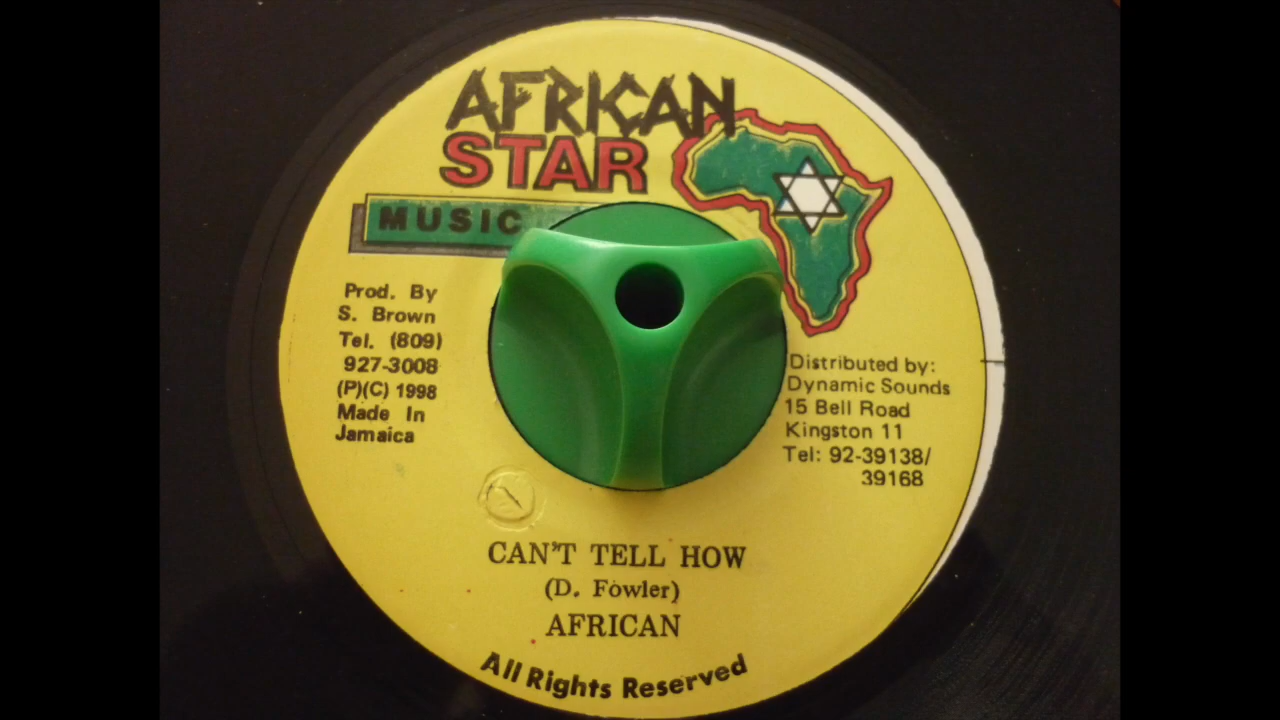 AFRICAN
STAR
MUSIC
Prod. By
S. Brown
Tel. (809)
927-3008
(P)(C) 1998
Made In
Jamaica
Distributed by:
Dynamic Sounds
15 Bell Road
Kingston 11
Tel: 92-39138/
39168
CAN'T TELL HOW
(D. Fowler)
AFRICAN
All Rights Reserved